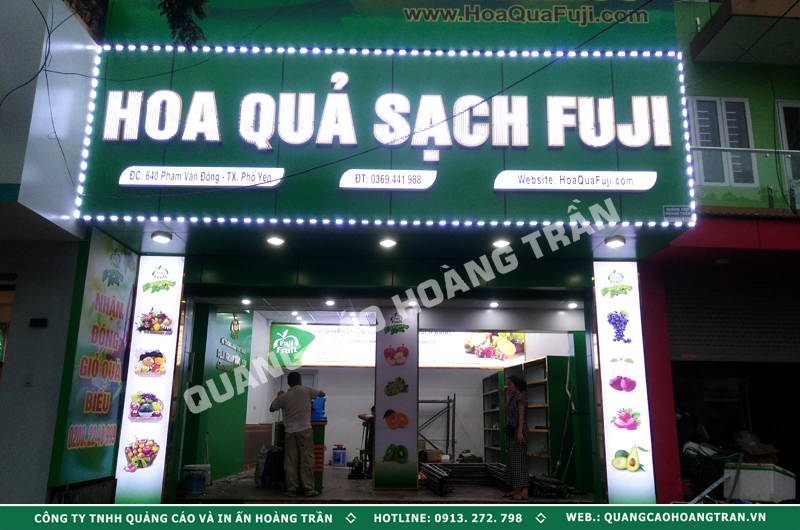 www.HoaQuaFuji.com
HOA QUẢ SẠCH FUJI
ĐC: 640 Phạm Văn Đồng - TX. Phổ Yên
ĐT: 0369.441 988
Website: HoaQuaFuji.com
QUẢNG CÁO HOÀNG TRẦN
NHẬN
ĐÓNG
GIỎ QUÀ
BIẾU
Fuji
Fruit
CÔNG TY TNHH QUẢNG CÁO VÀ IN ẤN HOÀNG TRẦN
HOTLINE: 0913. 272. 798
WEB.: QUANGCAOHOANGTRAN.VN